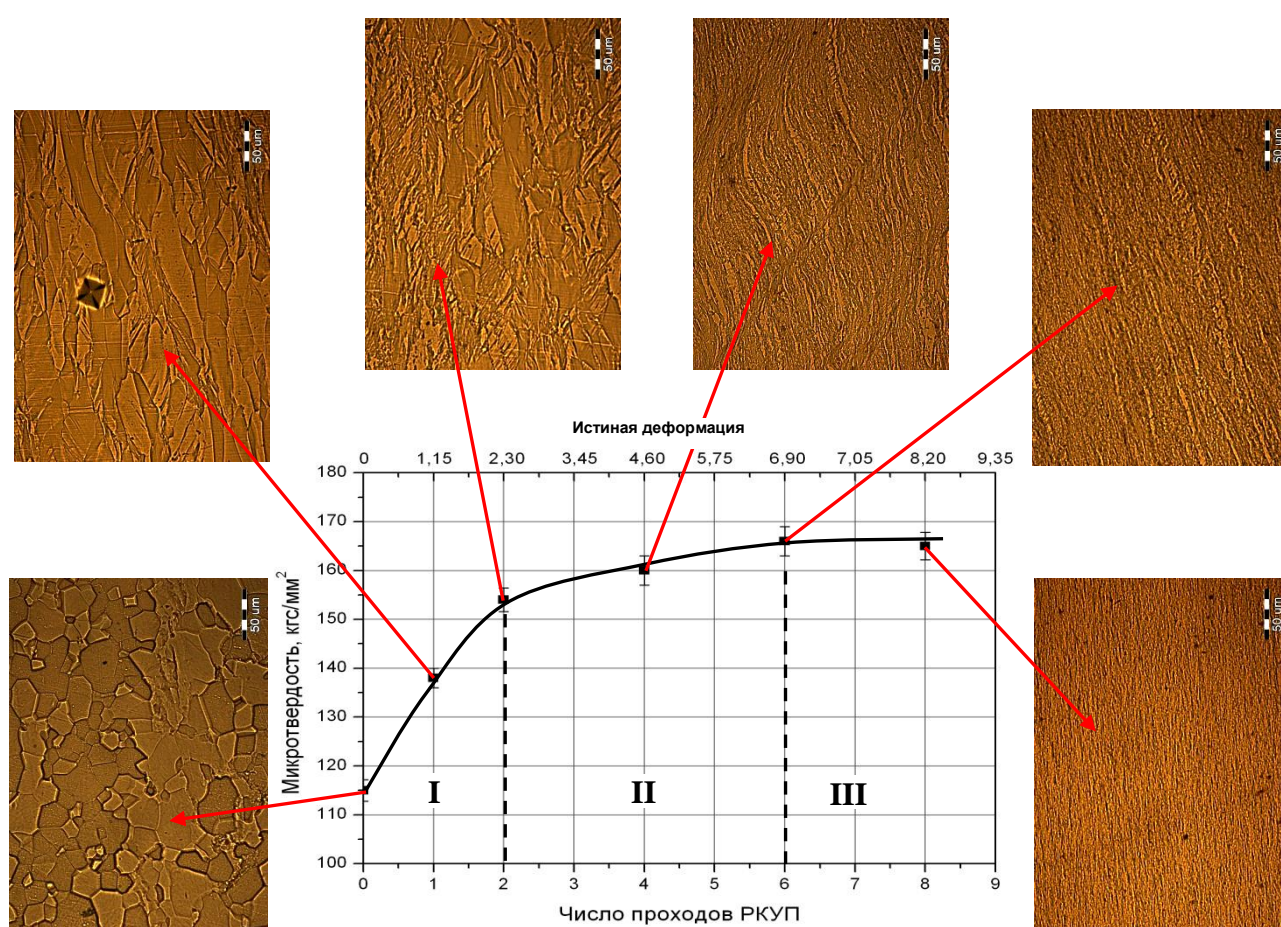 50 um
50 um
50 um
50 um
50 um
50 um
Истиная деформация
0 1,15 2,30 3,45 4,60 5,75 6,90 7,05 8,20 9,35
180
170
160
150
140
130
120
110
100
Микротвердость, кгс/мм²
I II III
0 1 2 3 4 5 6 7 8 9
Число проходов РКУП